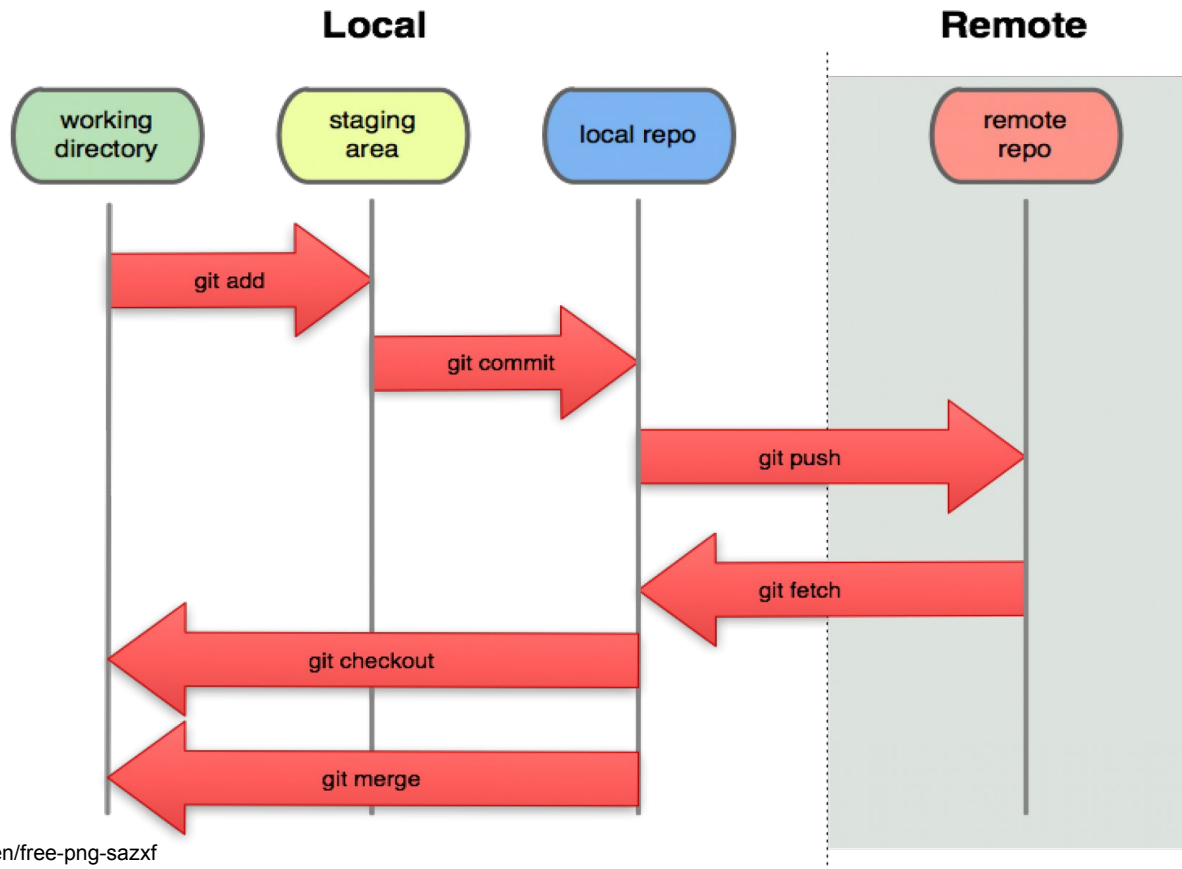 Local
Remote
working
directory
staging
area
local repo
remote
repo
git add
git commit
git push
git fetch
git checkout
git merge
en/free-png-sazxf